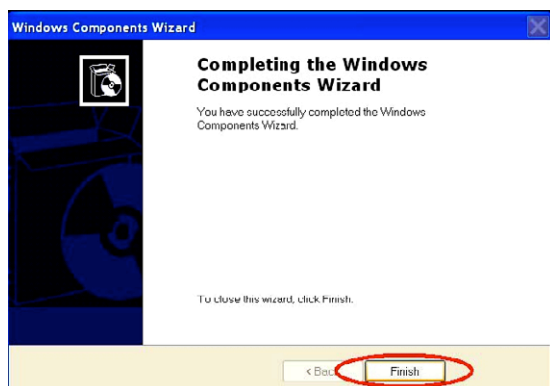 Windows Components Wizard
Completing the Windows
Components Wizard
You have successfully completed the Windows
Components Wizard.
To close this wizard, click Finish.
< Back
Finish